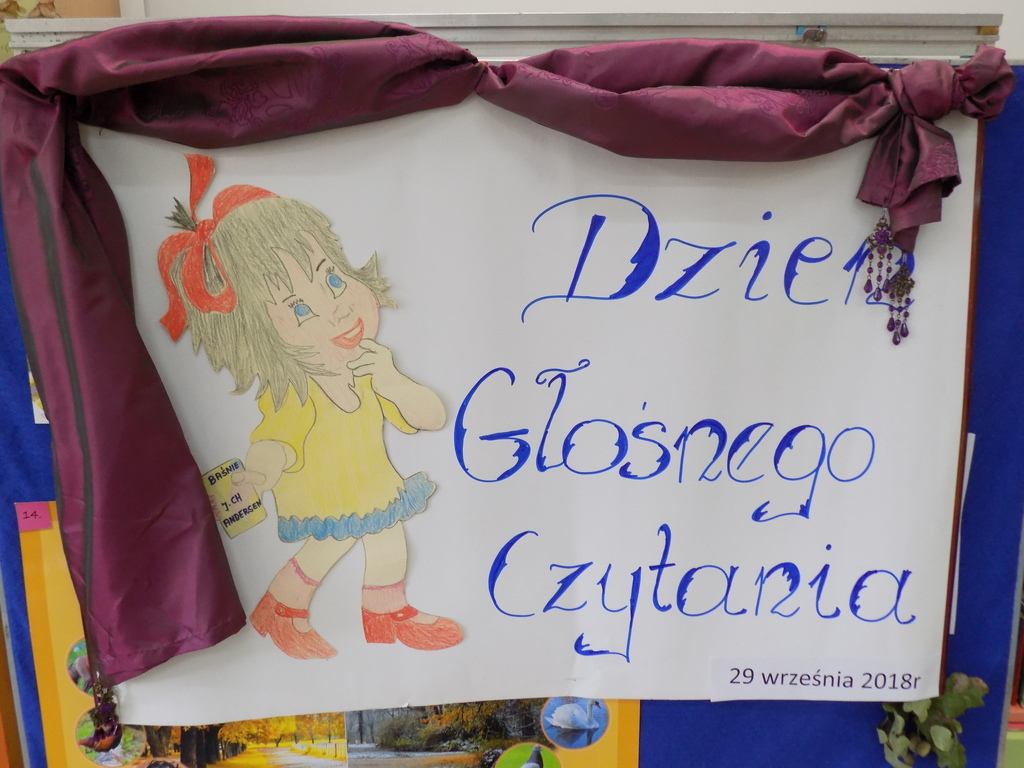 Dzień
Głośnego
Czytania
29 września 2018r
BAŚNIE
J.CH
ANDERSEN
14.